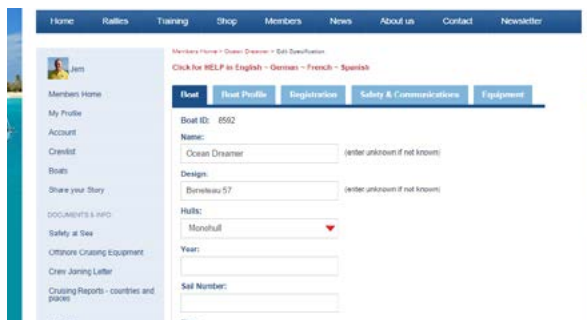 Home Rallies Training Shop Members News About us Contact Newsletter
Members Home > Ocean Dreamer > Edit Specification
Click for HELP in English ~ German ~ French ~ Spanish
Jem
Members Home
My Profile
Account
Crewlist
Boats
Share your Story
DOCUMENTS & INFO
Safety at Sea
Offshore Cruising Equipment
Crew Joining Letter
Cruising Reports - countries and
places
Boat Boat Profile Registration Safety & Communications Equipment
Boat ID: 8592
Name:
Ocean Dreamer (enter unknown if not known)
Design:
Beneteau 57 (enter unknown if not known)
Hulls:
Monohull
Year:
Sail Number: